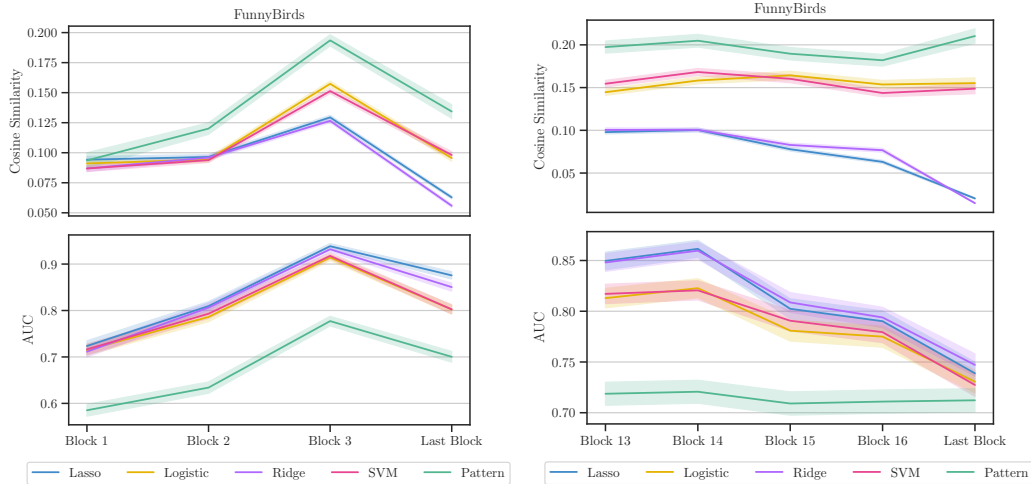 FunnyBirds
0.200
0.175
0.150
0.125
0.100
0.075
0.050
Cosine Similarity
0.9
0.8
0.7
0.6
AUC
Block 1 Block 2 Block 3 Last Block
Lasso Logistic Ridge SVM Pattern
FunnyBirds
0.20
0.15
0.10
0.05
Cosine Similarity
0.85
0.80
0.75
0.70
AUC
Block 13 Block 14 Block 15 Block 16 Last Block
Lasso Logistic Ridge SVM Pattern